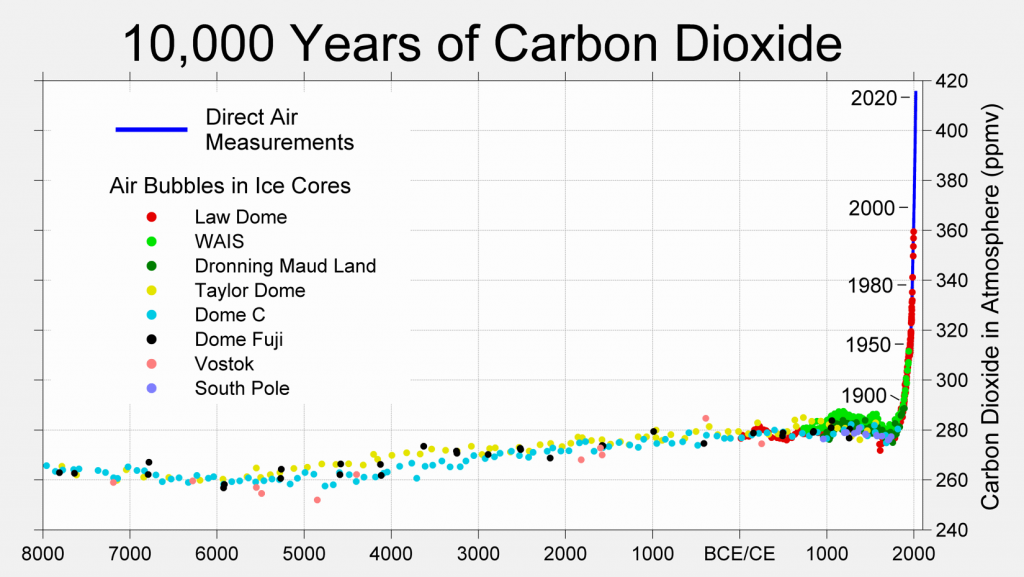 10,000 Years of Carbon Dioxide
Direct Air
Measurements
Air Bubbles in Ice Cores
Law Dome
WAIS
Dronning Maud Land
Taylor Dome
Dome C
Dome Fuji
Vostok
South Pole
2020
2000
1980
1950
1900
420
400
380
360
340
320
300
280
260
240
Carbon Dioxide in Atmosphere (ppmv)
8000 7000 6000 5000 4000 3000 2000 1000 BCE/CE 1000 2000